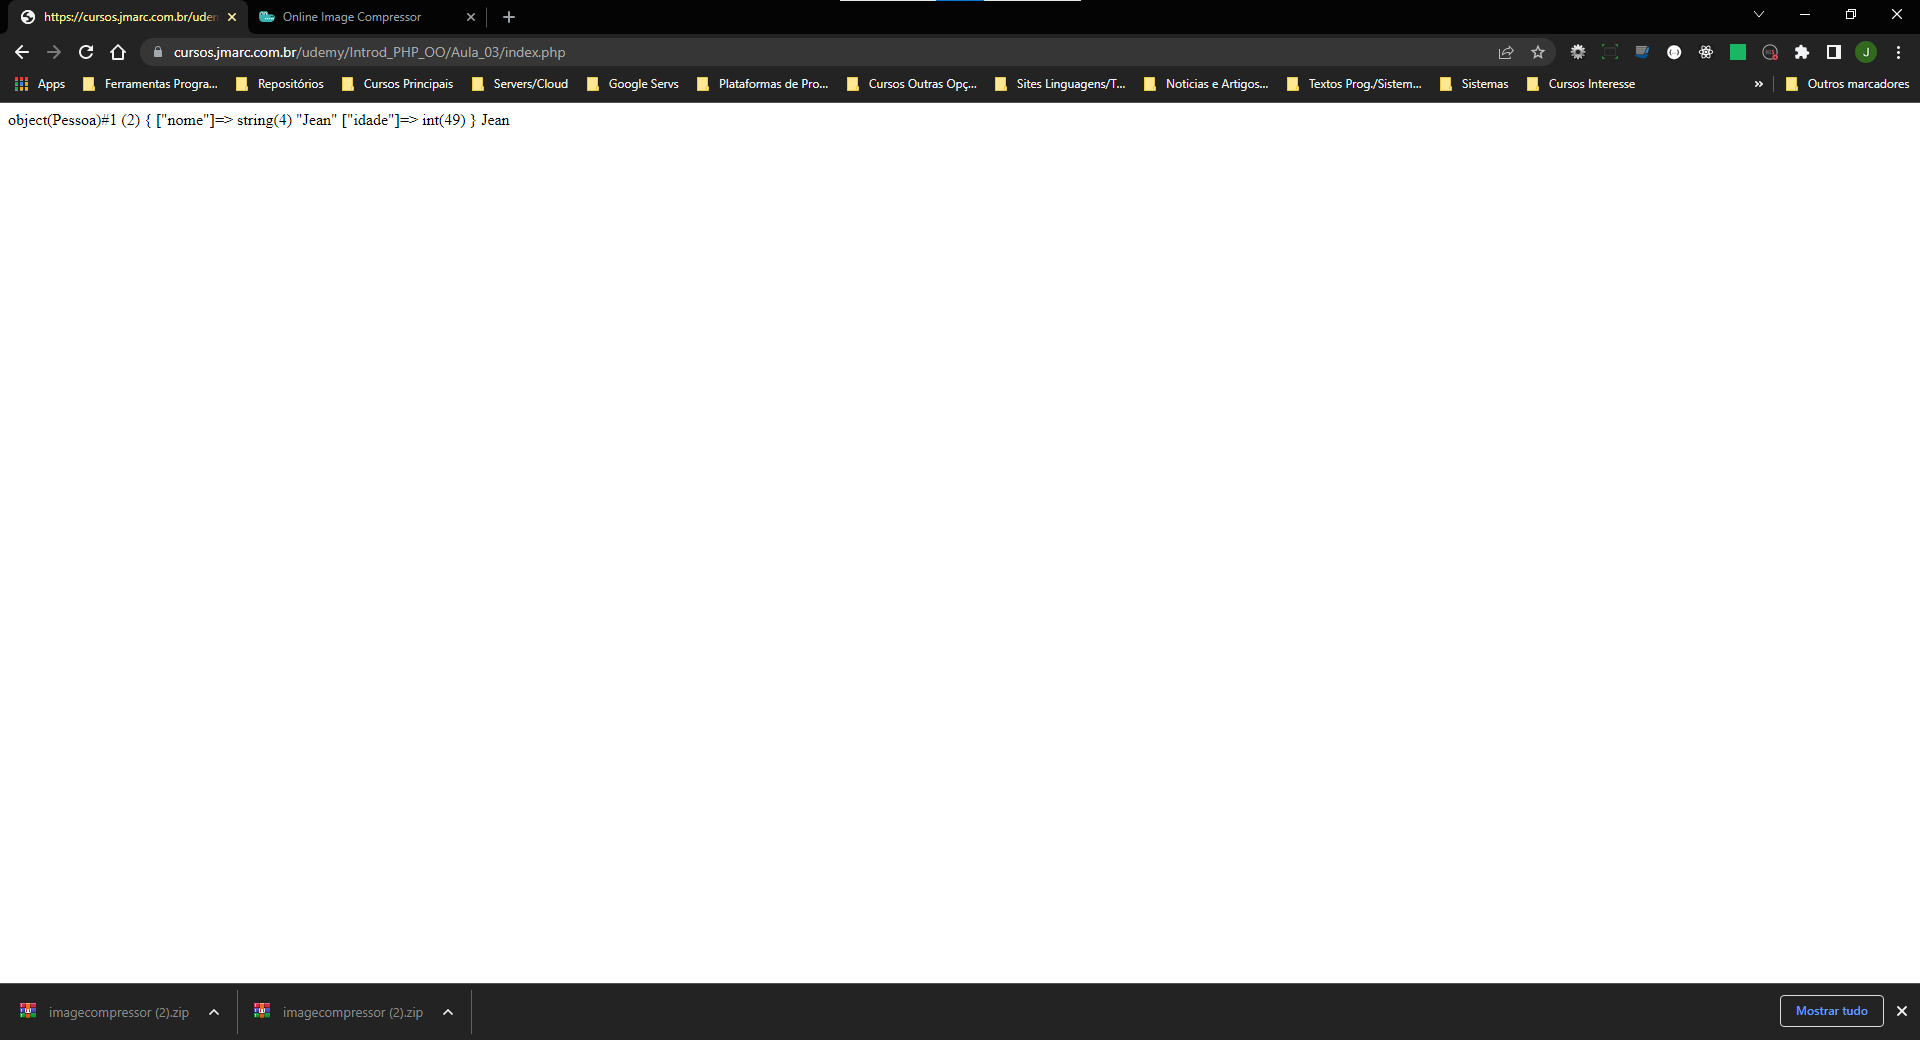 https://cursos.jmarc.com.br/uder
Online Image Compressor
cursos.jmarc.com.br/udemy/Introd_PHP_OO/Aula_03/index.php
J
Apps
Ferramentas Progra...
Repositórios
Cursos Principais
Servers/Cloud
Google Servs
Plataformas de Pro...
Cursos Outras Opç...
Sites Linguagens/T...
Noticias e Artigos...
Textos Prog./Sistem...
Sistemas
Cursos Interesse
»
Outros marcadores
object(Pessoa)#1 (2) { ["nome"]=> string(4) "Jean" ["idade"]=> int(49) } Jean
imagecompressor (2).zip
imagecompressor (2).zip
Mostrar tudo